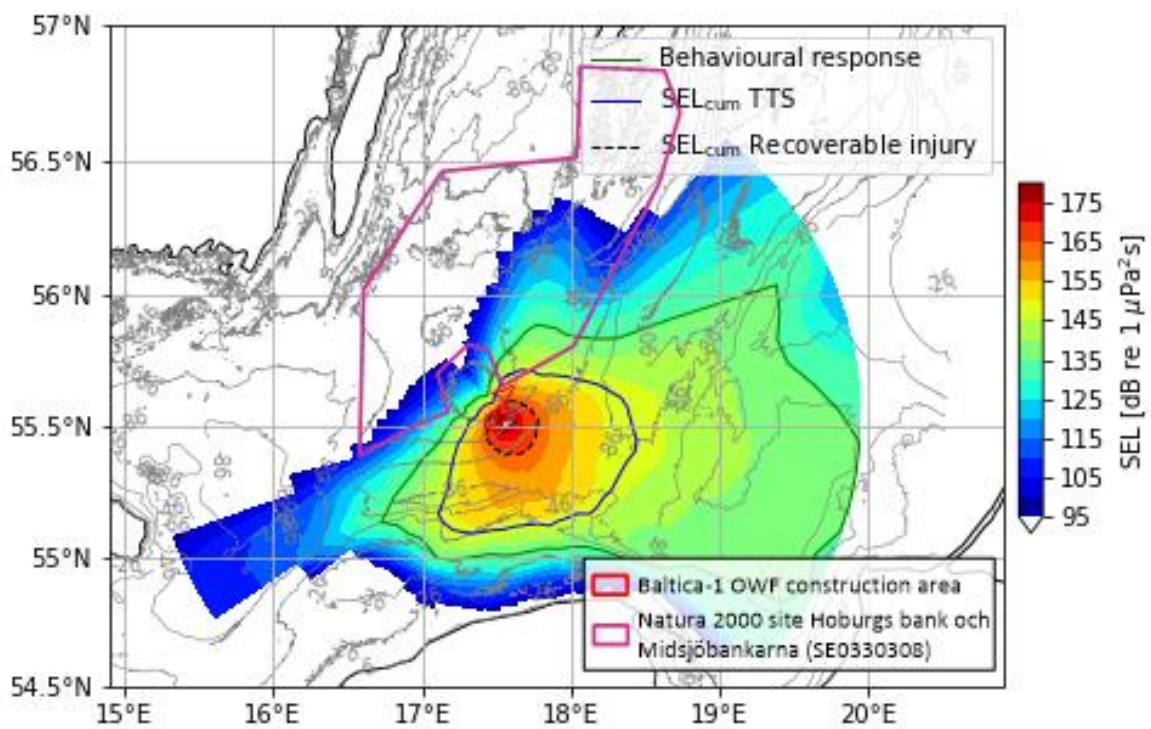 57°N
56.5°N
56°N
55.5°N
55°N
54.5°N
15°E 16°E 17°E 18°E 19°E 20°E
Behavioural response
SELcum TTS
SELcum Recoverable injury
Baltica-1 OWF construction area
Natura 2000 site Hoburgs bank och
Midsjöbankarna (SE0330308)
175
165
155
145
135
125
115
105
95
SEL [dB re 1 µPa²s]